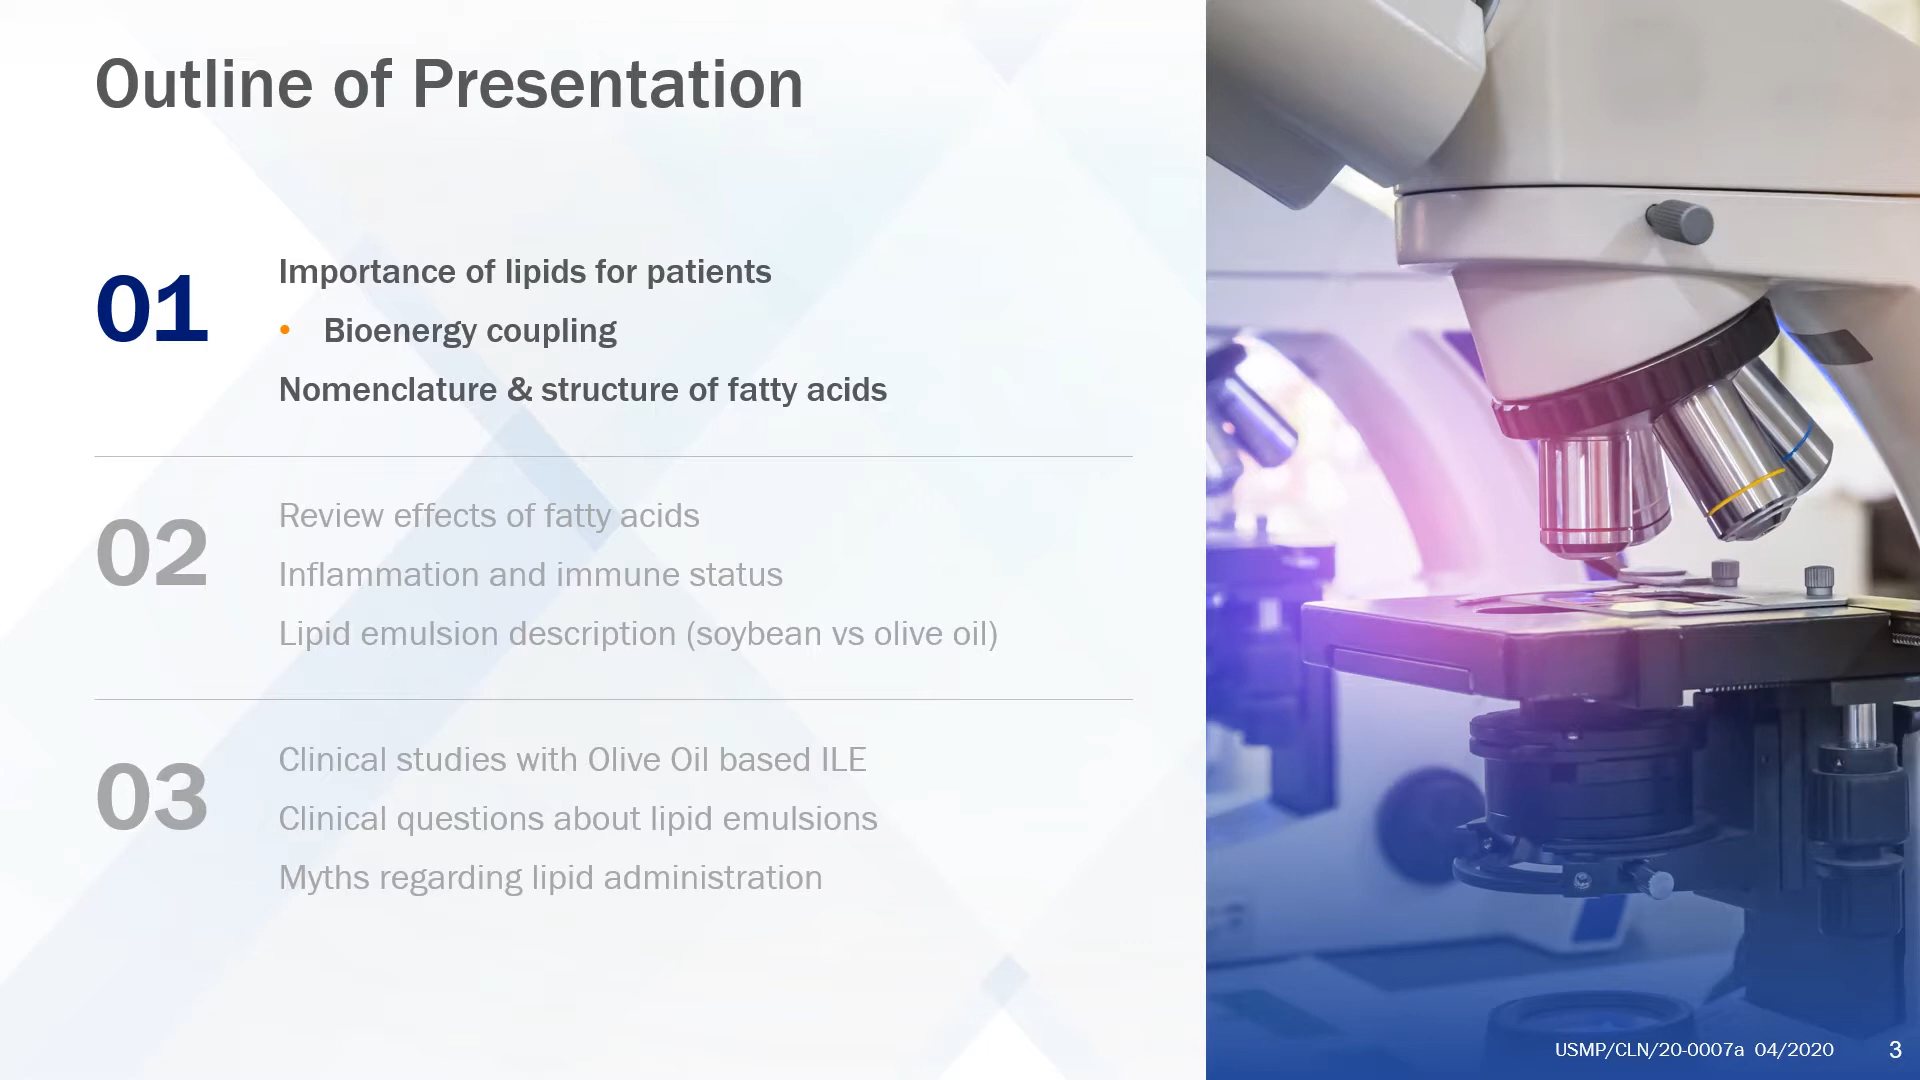 Outline of Presentation
01
Importance of lipids for patients
• Bioenergy coupling
Nomenclature & structure of fatty acids
02
Review effects of fatty acids
Inflammation and immune status
Lipid emulsion description (soybean vs olive oil)
03
Clinical studies with Olive Oil based ILE
Clinical questions about lipid emulsions
Myths regarding lipid administration
USMP/CLN/20-0007a 04/2020 3